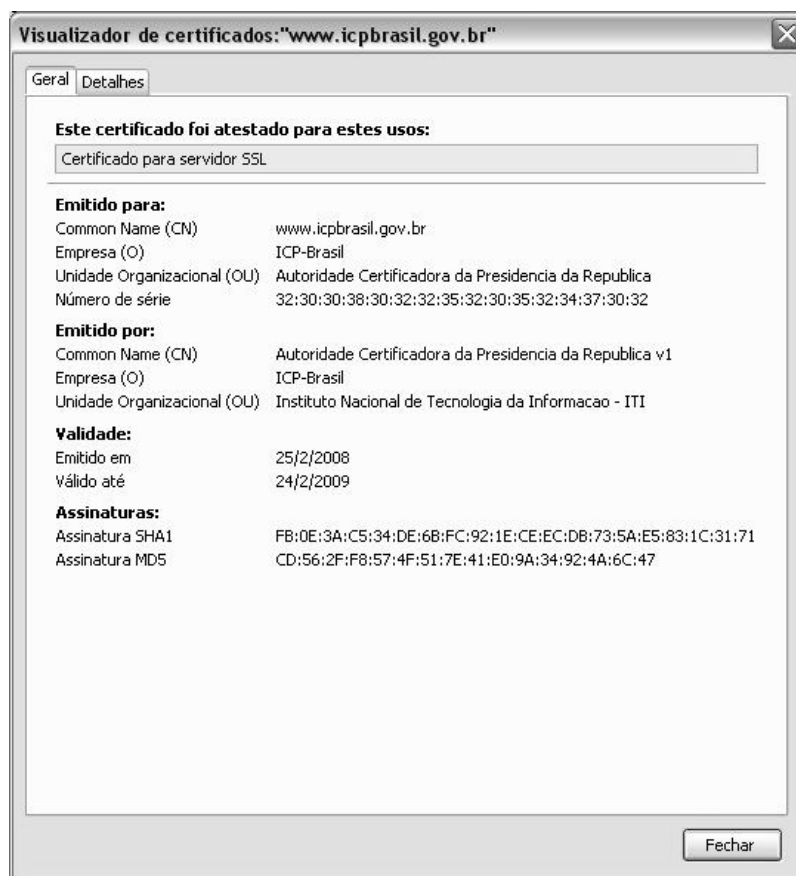 Visualizador de certificados:"www.icpbrasil.gov.br"
Geral Detalhes
Este certificado foi atestado para estes usos:
Certificado para servidor SSL
Emitido para:
Common Name (CN) www.icpbrasil.gov.br
Empresa (O) ICP-Brasil
Unidade Organizacional (OU) Autoridade Certificadora da Presidencia da Republica
Número de série 32:30:30:38:30:32:32:35:32:30:35:32:34:37:30:32
Emitido por:
Common Name (CN) Autoridade Certificadora da Presidencia da Republica v1
Empresa (O) ICP-Brasil
Unidade Organizacional (OU) Instituto Nacional de Tecnologia da Informacao - ITI
Validade:
Emitido em 25/2/2008
Válido até 24/2/2009
Assinaturas:
Assinatura SHA1 FB:0E:3A:C5:34:DE:6B:FC:92:1E:CE:EC:DB:73:5A:E5:83:1C:31:71
Assinatura MD5 CD:56:2F:F8:57:4F:51:7E:41:E0:9A:34:92:4A:6C:47
Fechar